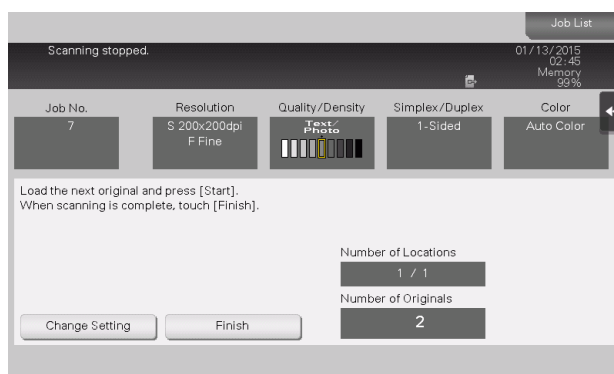 Job List
Scanning stopped.
01/13/2015
02:45
Memory
99%
Job No.
7
Resolution
S 200x200dpi
F Fine
Quality/Density
Text/
Photo
Simplex/Duplex
1-Sided
Color
Auto Color
Load the next original and press [Start].
When scanning is complete, touch [Finish].
Number of Locations
1 / 1
Number of Originals
2
Change Setting
Finish